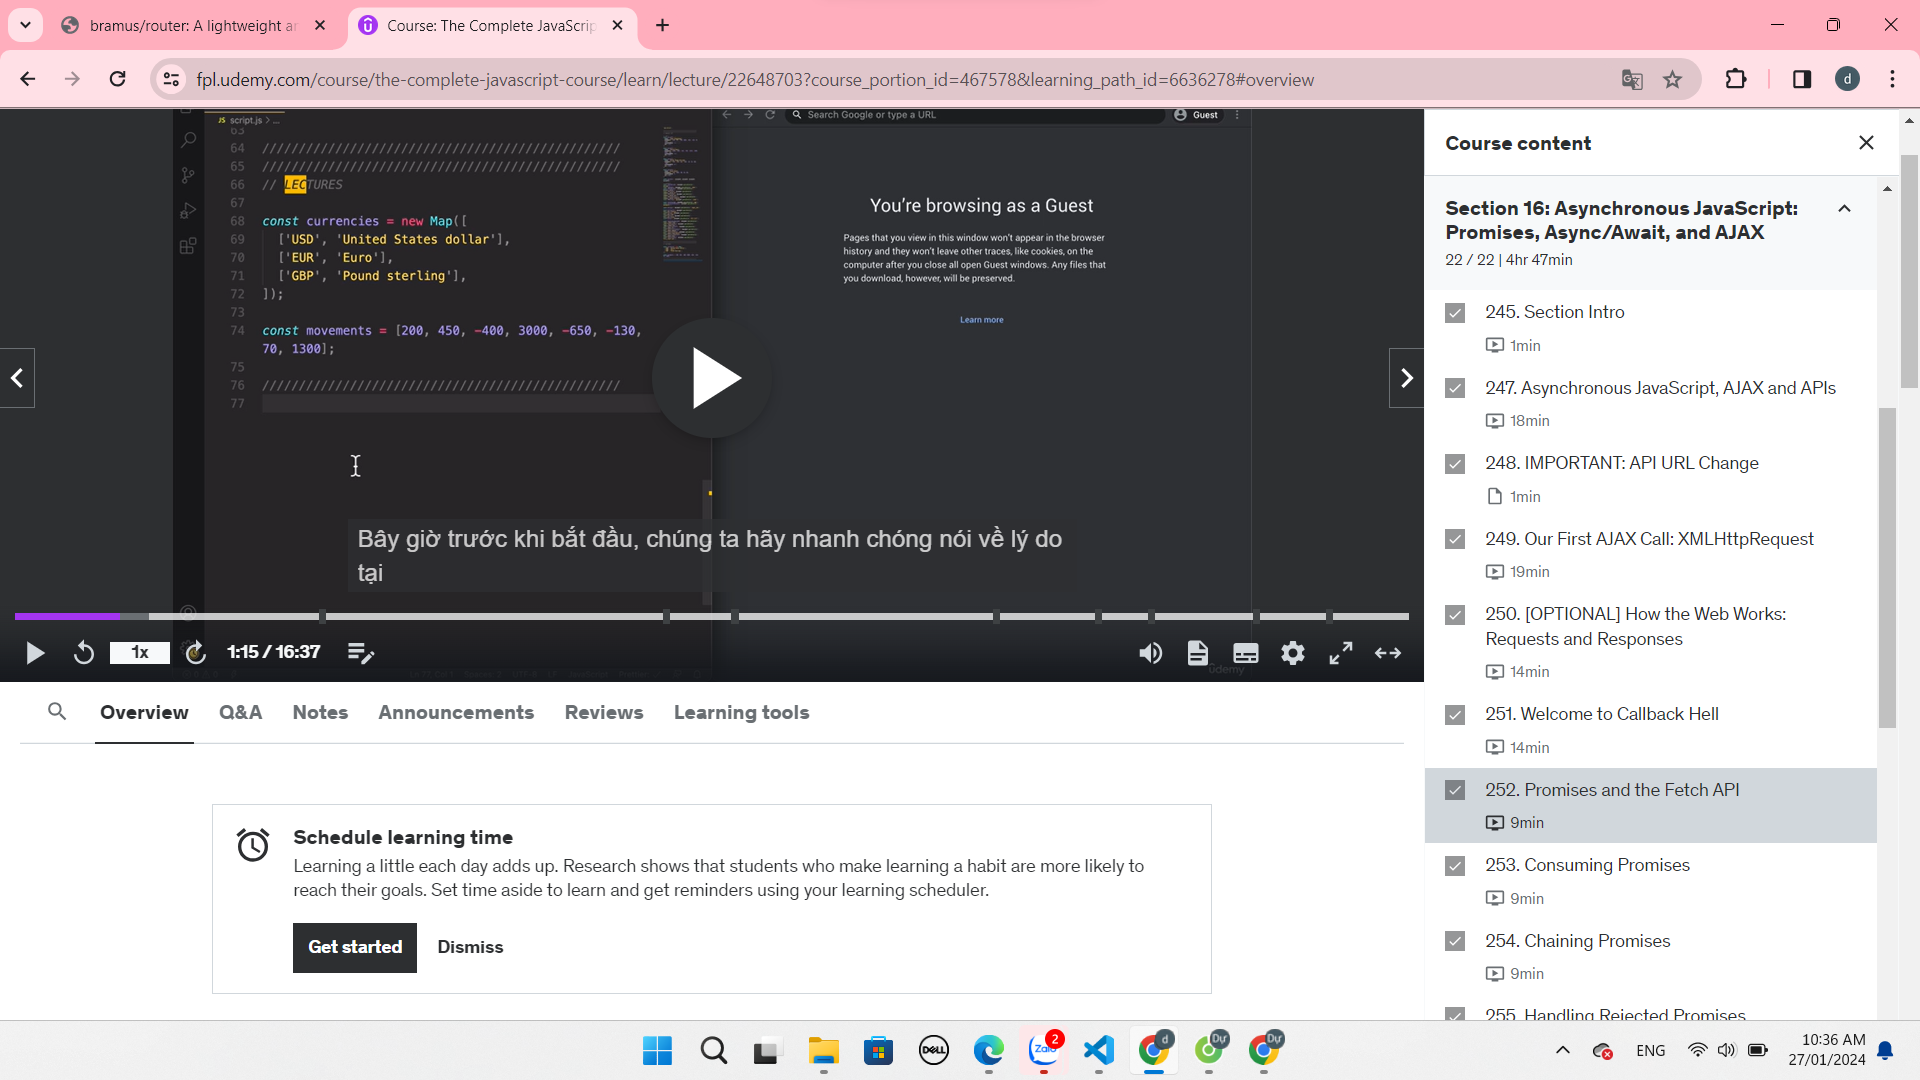 bramus/router: A lightweight an
Course: The Complete JavaScrip
fpl.udemy.com/course/the-complete-javascript-course/learn/lecture/22648703?course_portion_id=467578&learning_path_id=6636278#overview
d
JS script.js > ...
63
64 /////////////////////////////////////////////////
65 /////////////////////////////////////////////////
66 // LECTURES
67
68 const currencies = new Map([
69 ['USD', 'United States dollar'],
70 ['EUR', 'Euro'],
71 ['GBP', 'Pound sterling'],
72 ]);
73
74 const movements = [200, 450, -400, 3000, -650, -130,
70, 1300];
75
76 /////////////////////////////////////////////////
77
Search Google or type a URL
Guest
You're browsing as a Guest
Pages that you view in this window won't appear in the browser
history and they won't leave other traces, like cookies, on the
computer after you close all open Guest windows. Any files that
you download, however, will be preserved.
Learn more
Bây giờ trước khi bắt đầu, chúng ta hãy nhanh chóng nói về lý do
tại
1x
1:15 / 16:37
udemy
Overview
Q&A
Notes
Announcements
Reviews
Learning tools
Schedule learning time
Learning a little each day adds up. Research shows that students who make learning a habit are more likely to
reach their goals. Set time aside to learn and get reminders using your learning scheduler.
Get started
Dismiss
Course content
Section 16: Asynchronous JavaScript:
Promises, Async/Await, and AJAX
22 / 22 | 4hr 47min
245. Section Intro
1min
247. Asynchronous JavaScript, AJAX and APIs
18min
248. IMPORTANT: API URL Change
1min
249. Our First AJAX Call: XMLHttpRequest
19min
250. [OPTIONAL] How the Web Works:
Requests and Responses
14min
251. Welcome to Callback Hell
14min
252. Promises and the Fetch API
9min
253. Consuming Promises
9min
254. Chaining Promises
9min
255. Handling Rejected Promises
DELL
Zalo
2
d
Dự
Dự
ENG
10:36 AM
27/01/2024